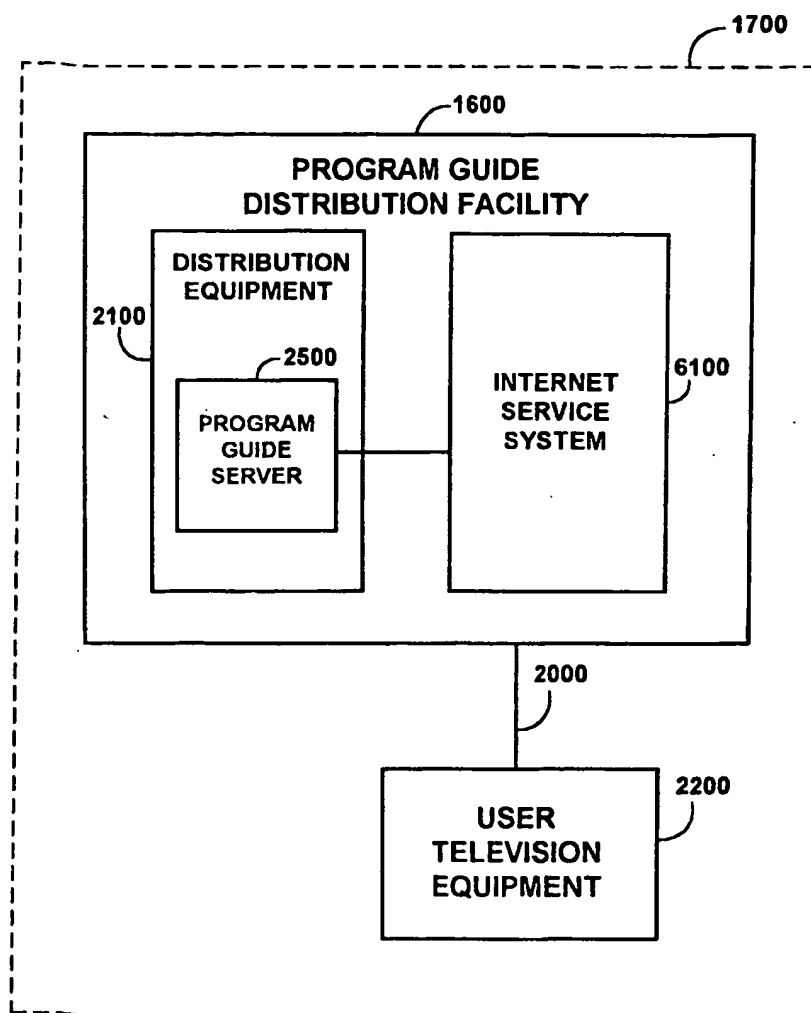 1700
1600
PROGRAM GUIDE
DISTRIBUTION FACILITY
DISTRIBUTION
EQUIPMENT
2100
2500
PROGRAM
GUIDE
SERVER
INTERNET
SERVICE
SYSTEM
6100
2000
USER
TELEVISION
EQUIPMENT
2200